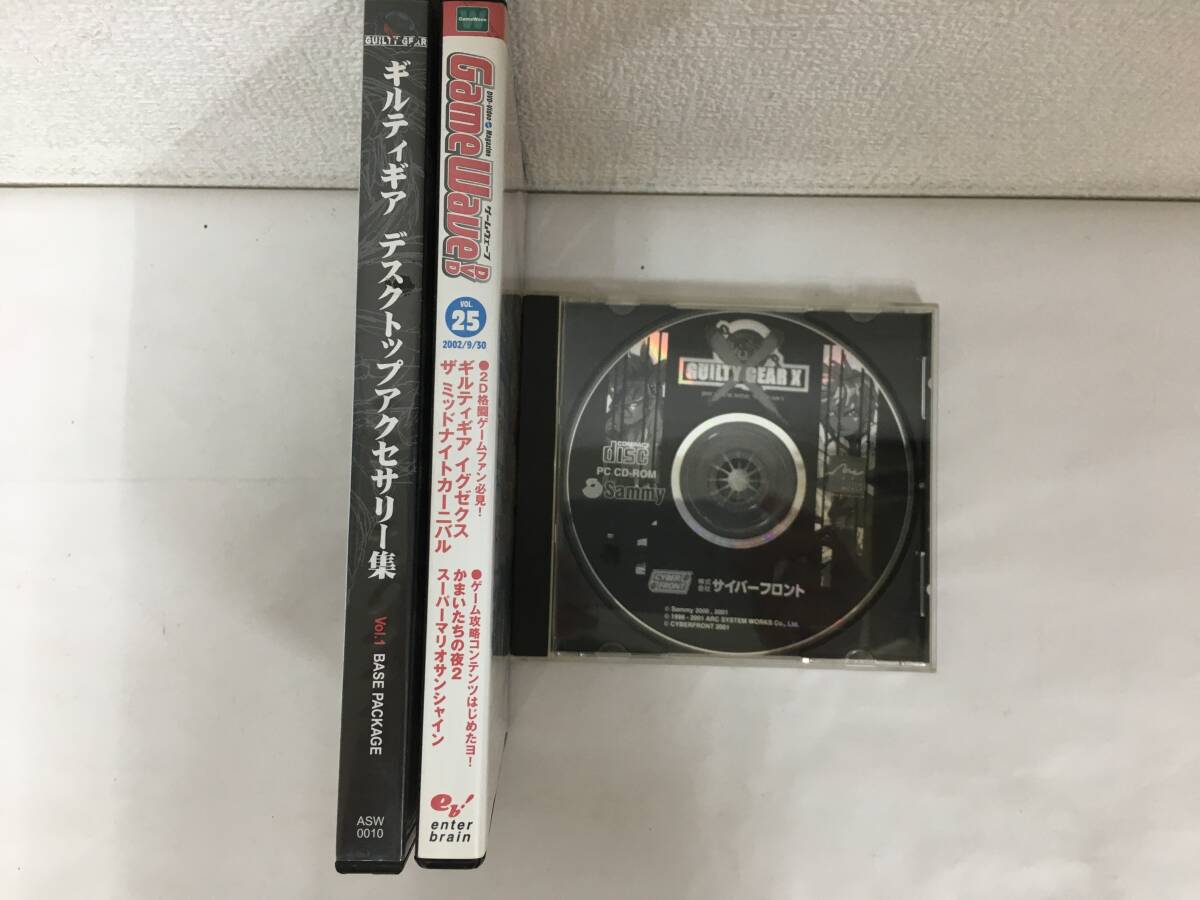 GUILTY GEAR
ギルティギア デスクトップアクセサリー集
Vol.1 BASE PACKAGE
ASW
0010
GameWave
DVD-Video Magazine
GameWave DVD
ゲームウェーブ
VOL.
25
2002/9/30
●2D格闘ゲームファン必見!
ギルティギア イグゼクス
ザ ミッドナイトカーニバル
●ゲーム攻略コンテンツはじめたヨ!
かまいたちの夜2
スーパーマリオサンシャイン
eb!
enter
brain
GUILTY GEAR X
COMPACT
disc
PC CD-ROM
Sammy
CYBER
FRONT
株式
会社 サイバーフロント
© Sammy 2000 , 2001
© 1998 - 2001 ARC SYSTEM WORKS Co., Ltd.
© CYBERFRONT 2001